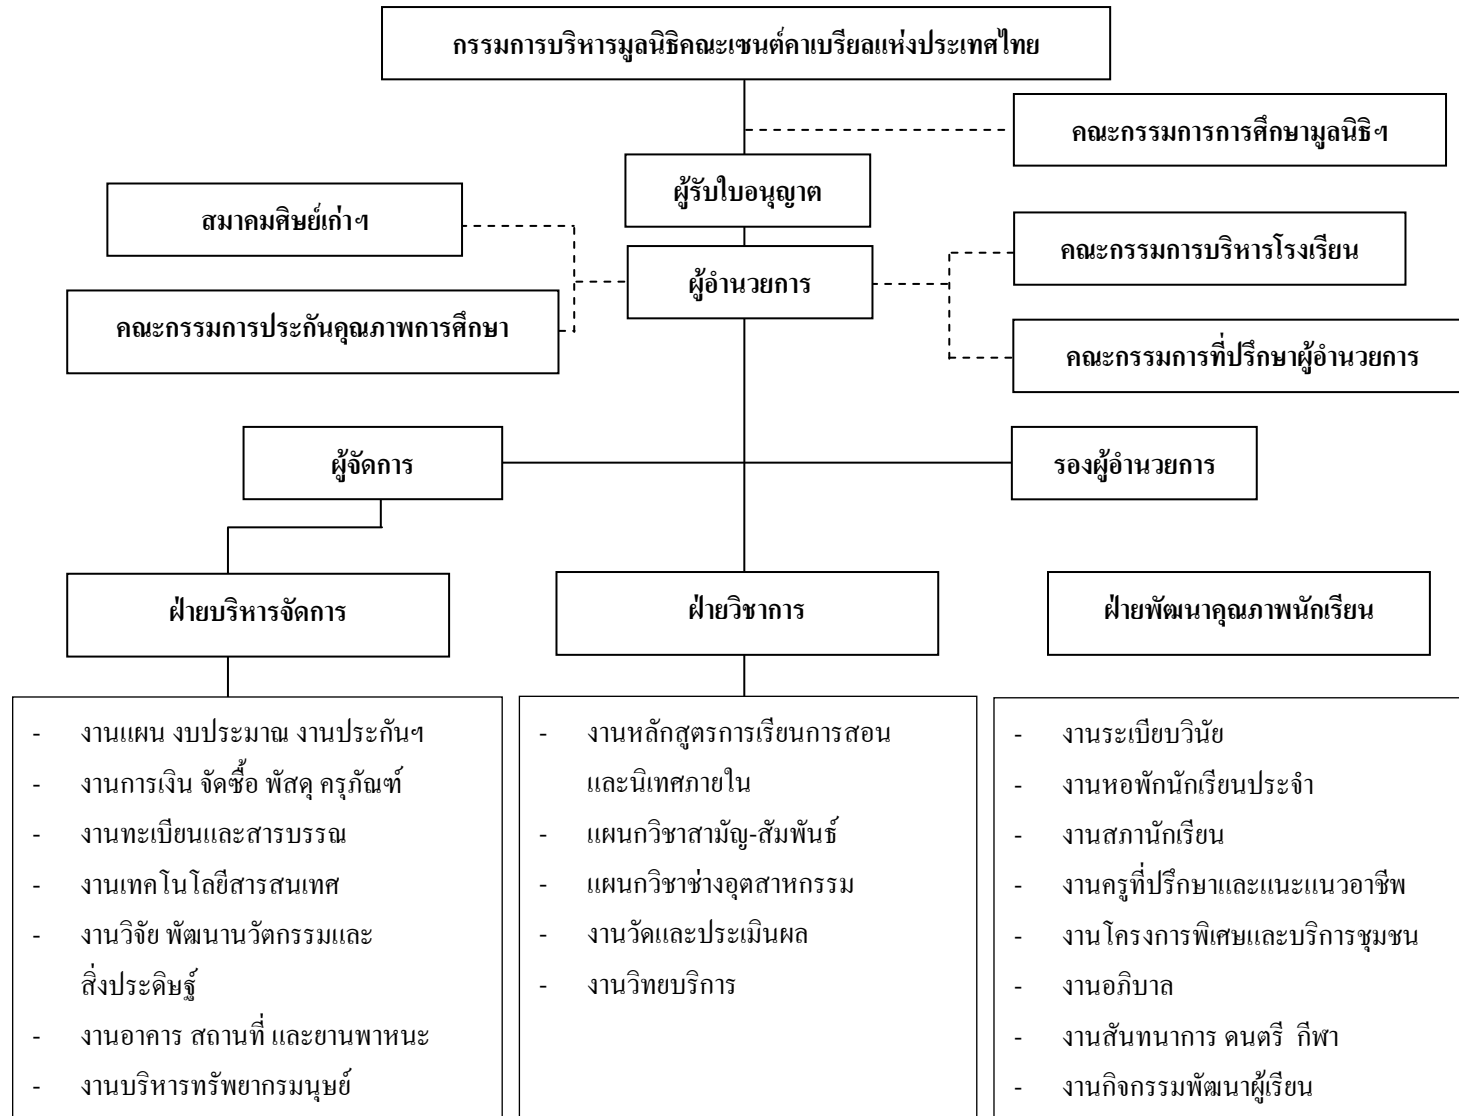 กรรมการบริหารมูลนิธิคณะเซนต์คาเบรียลแห่งประเทศไทย
คณะกรรมการการศึกษามูลนิธิฯ
ผู้รับใบอนุญาต
สมาคมศิษย์เก่าฯ
คณะกรรมการบริหารโรงเรียน
ผู้อำนวยการ
คณะกรรมการประกันคุณภาพการศึกษา
คณะกรรมการที่ปรึกษาผู้อำนวยการ
ผู้จัดการ
รองผู้อำนวยการ
ฝ่ายบริหารจัดการ
ฝ่ายวิชาการ
ฝ่ายพัฒนาคุณภาพนักเรียน
- งานแผน งบประมาณ งานประกันฯ
- งานการเงิน จัดซื้อ พัสดุ ครุภัณฑ์
- งานทะเบียนและสารบรรณ
- งานเทคโนโลยีสารสนเทศ
- งานวิจัย พัฒนานวัตกรรมและ
สิ่งประดิษฐ์
- งานอาคาร สถานที่ และยานพาหนะ
- งานบริหารทรัพยากรมนุษย์
- งานหลักสูตรการเรียนการสอน
และนิเทศภายใน
- แผนกวิชาสามัญ-สัมพันธ์
- แผนกวิชาช่างอุตสาหกรรม
- งานวัดและประเมินผล
- งานวิทยบริการ
- งานระเบียบวินัย
- งานหอพักนักเรียนประจำ
- งานสภานักเรียน
- งานครูที่ปรึกษาและแนะแนวอาชีพ
- งานโครงการพิเศษและบริการชุมชน
- งานอภิบาล
- งานสันทนาการ ดนตรี กีฬา
- งานกิจกรรมพัฒนาผู้เรียน